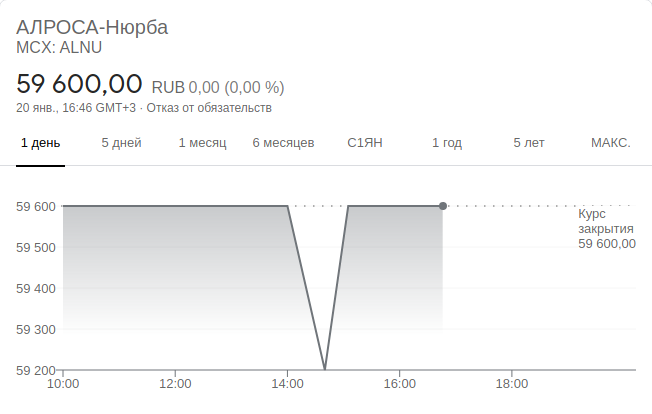 АЛРОСА-Нюрба
MCX: ALNU
59 600,00 RUB 0,00 (0,00 %)
20 янв., 16:46 GMT+3 · Отказ от обязательств
1 день 5 дней 1 месяц 6 месяцев С1ЯН 1 год 5 лет МАКС.
59 600
Курс
закрытия
59 600,00
59 500
59 400
59 300
59 200
10:00 12:00 14:00 16:00 18:00